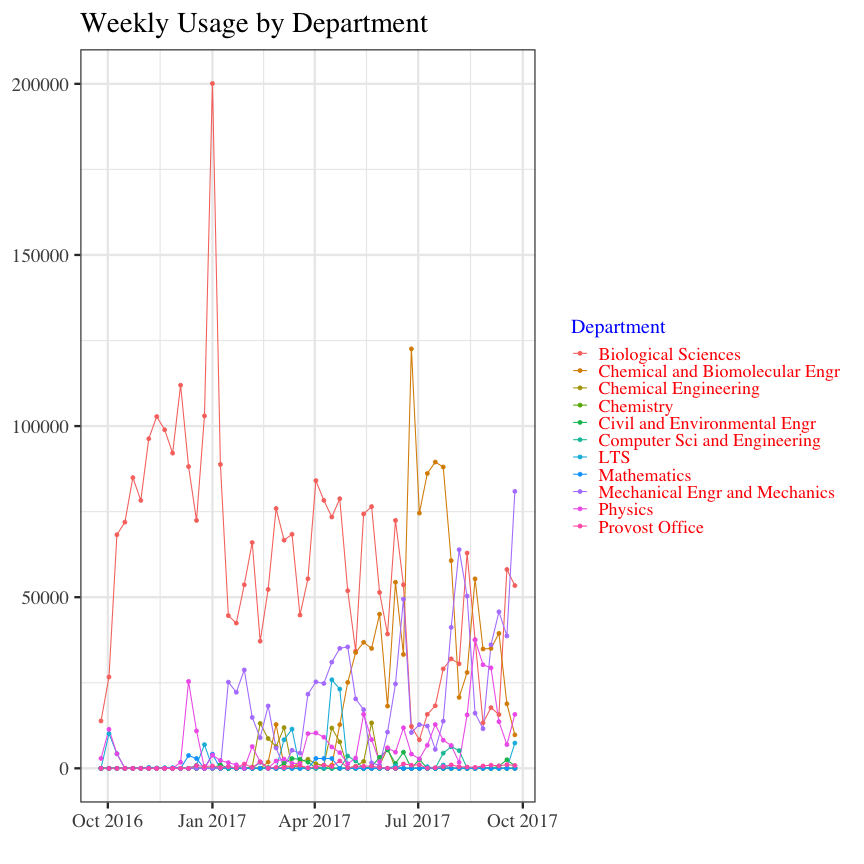 Weekly Usage by Department
200000
150000
100000
50000
0
Oct 2016
Jan 2017
Apr 2017
Jul 2017
Oct 2017
Department
Biological Sciences
Chemical and Biomolecular Engr
Chemical Engineering
Chemistry
Civil and Environmental Engr
Computer Sci and Engineering
LTS
Mathematics
Mechanical Engr and Mechanics
Physics
Provost Office